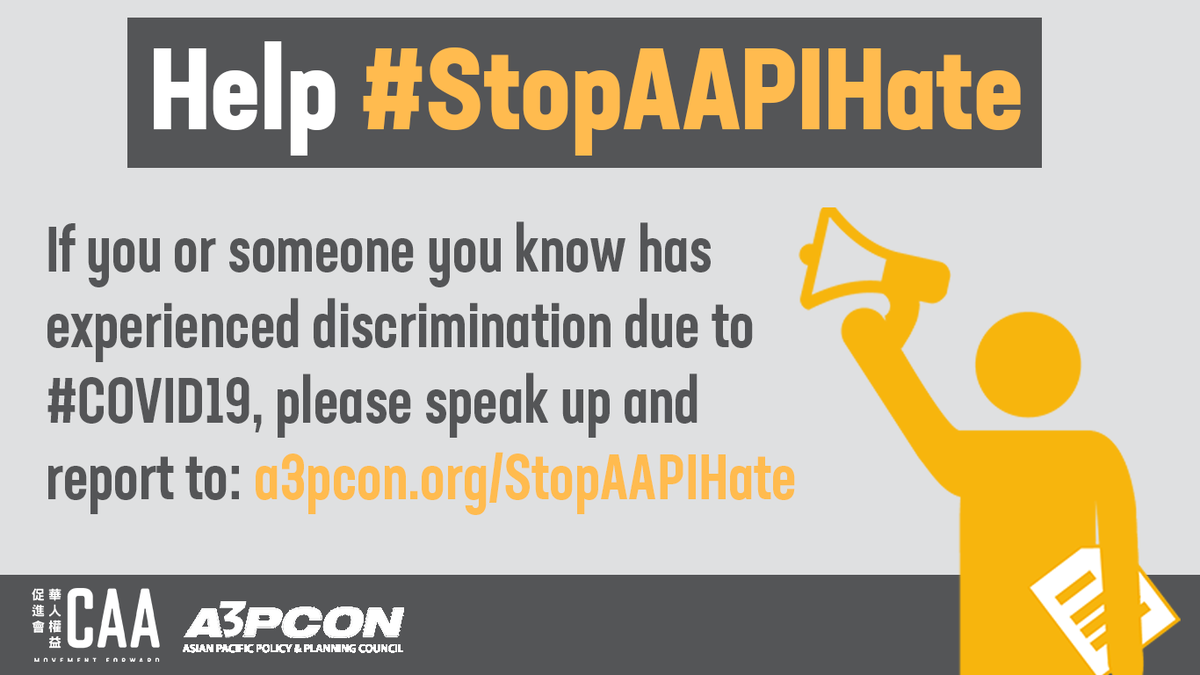 Help #StopAAPIHate
If you or someone you know has
experienced discrimination due to
#COVID19, please speak up and
report to: a3pcon.org/StopAAPIHate
華人權益
促進會
CAA
MOVEMENT FORWARD
A3PCON
ASIAN PACIFIC POLICY & PLANNING COUNCIL